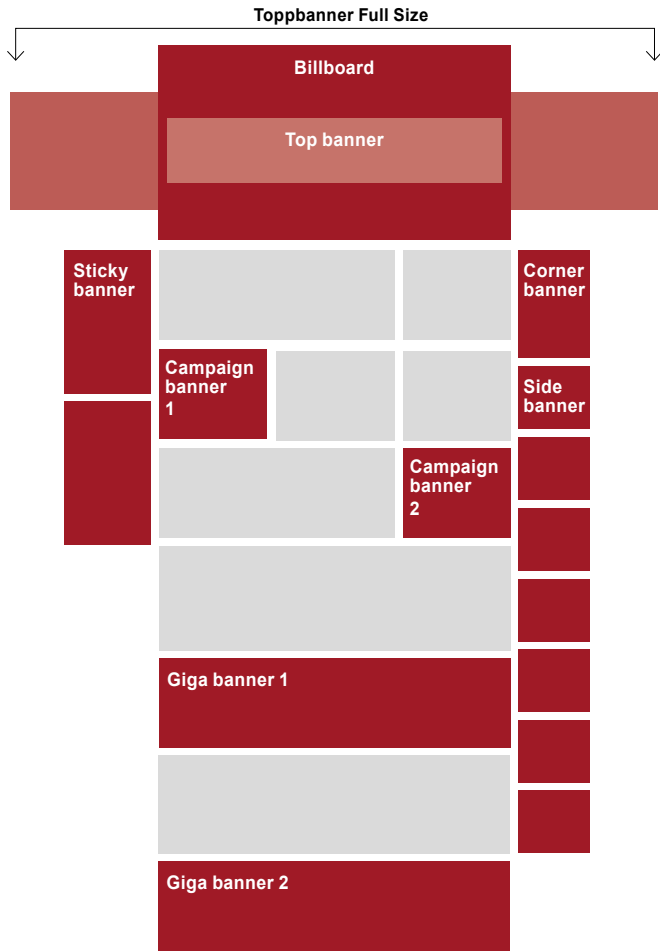 Toppbanner Full Size
Billboard
Top banner
Sticky
banner
Corner
banner
Campaign
banner
1
Side
banner
Campaign
banner
2
Giga banner 1
Giga banner 2